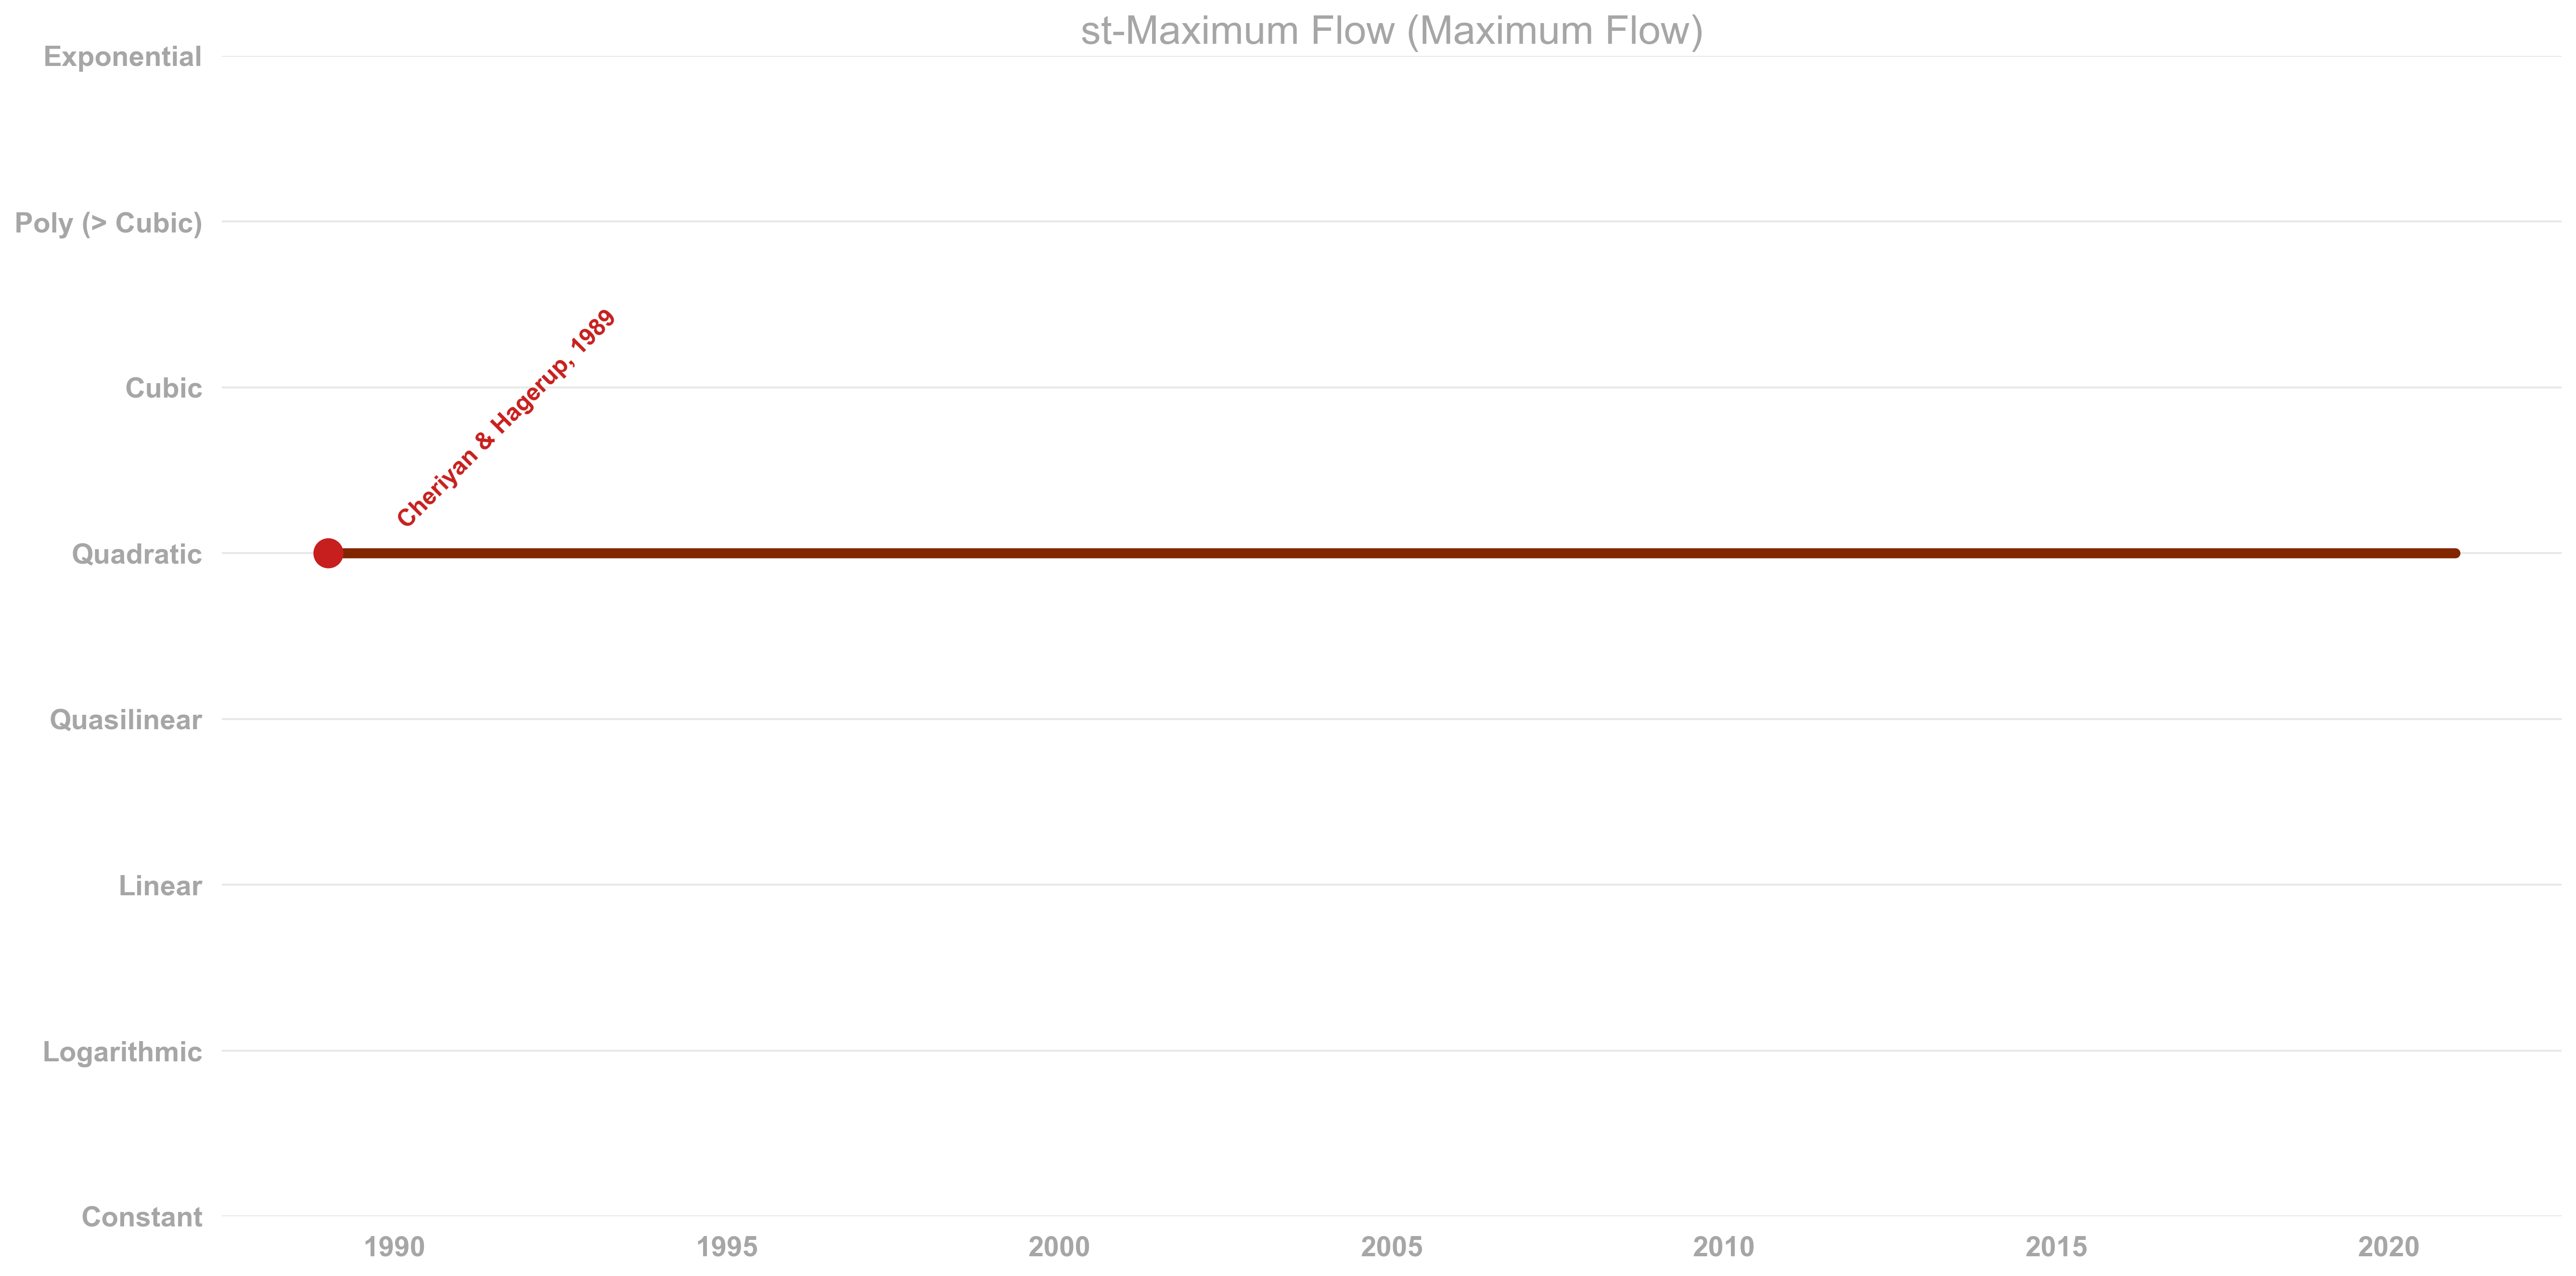 st-Maximum Flow (Maximum Flow)
Exponential
Poly (> Cubic)
Cubic
Quadratic
Quasilinear
Linear
Logarithmic
Constant
Cheriyan & Hagerup, 1989
1990 1995 2000 2005 2010 2015 2020